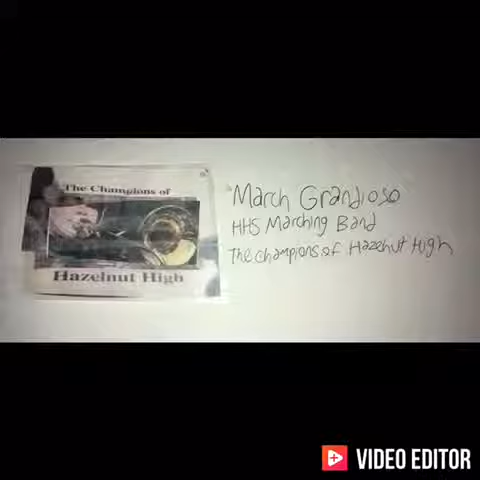 The Champions of
Hazelnut High
March Grandioso
HHS Marching Band
The Champions of Hazelnut High
VIDEO EDITOR